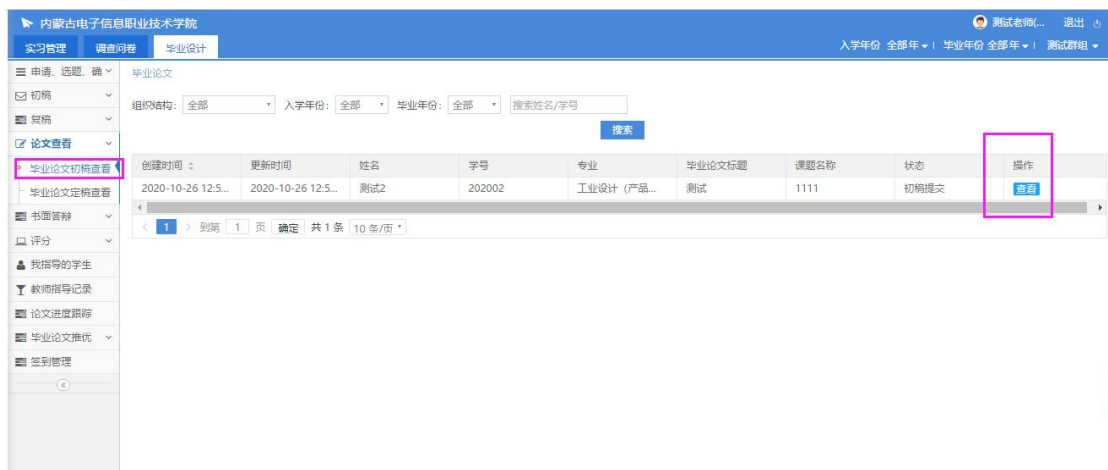 内蒙古电子信息职业技术学院 测试老师(... 退出
实习管理 调查问卷 毕业设计 入学年份 全部年 毕业年份 全部年 测试群组
申请、选题、确
初稿
复稿
论文查看
毕业论文初稿查看
毕业论文定稿查看
书面答辩
评分
我指导的学生
教师指导记录
论文进度跟踪
毕业论文推优
签到管理
毕业论文
组织结构: 全部 入学年份: 全部 毕业年份: 全部 搜索姓名/学号
搜索
创建时间 更新时间 姓名 学号 专业 毕业论文标题 课题名称 状态 操作
2020-10-26 12:5... 2020-10-26 12:5... 测试2 202002 工业设计（产品... 测试 1111 初稿提交 查看
1 到第 1 页 确定 共 1 条 10 条/页